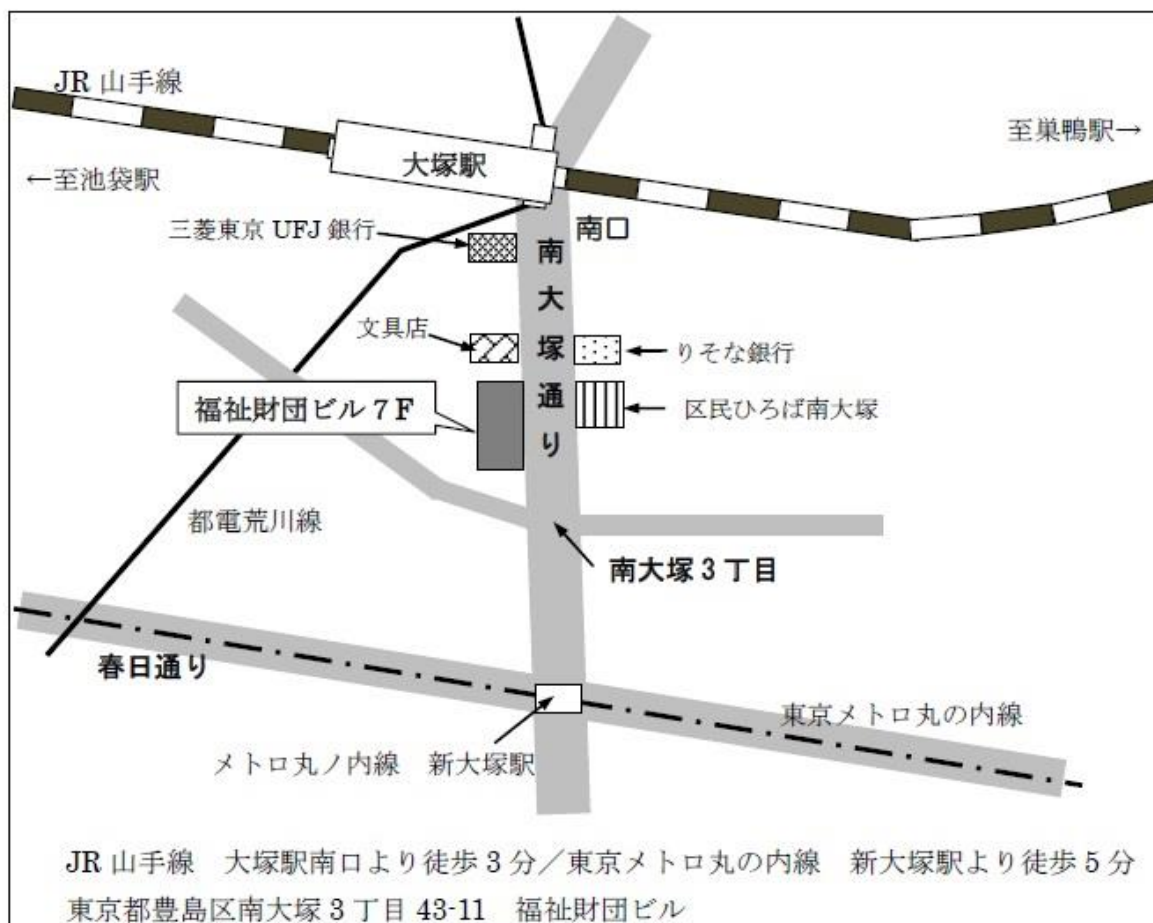 JR 山手線
至巣鴨駅→
大塚駅
←至池袋駅
三菱東京 UFJ 銀行
南口
南大塚通り
文具店
りそな銀行
福祉財団ビル７F
区民ひろば南大塚
都電荒川線
南大塚３丁目
春日通り
東京メトロ丸の内線
メトロ丸ノ内線　新大塚駅
JR 山手線　大塚駅南口より徒歩 3 分／東京メトロ丸の内線　新大塚駅より徒歩 5 分
東京都豊島区南大塚 3 丁目 43-11　福祉財団ビル